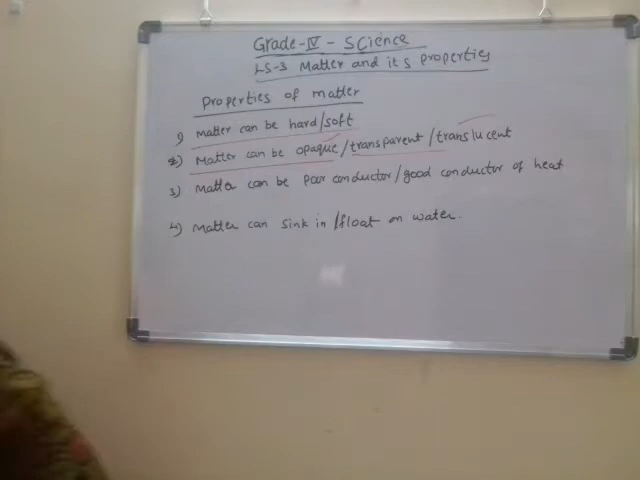 Grade-IV - Science
LS-3 Matter and its properties
Properties of matter
1) Matter can be hard/soft
2) Matter can be opaque/transparent/translucent
3) Matter can be Poor conductor/good conductor of heat
4) Matter can sink in/float on water.